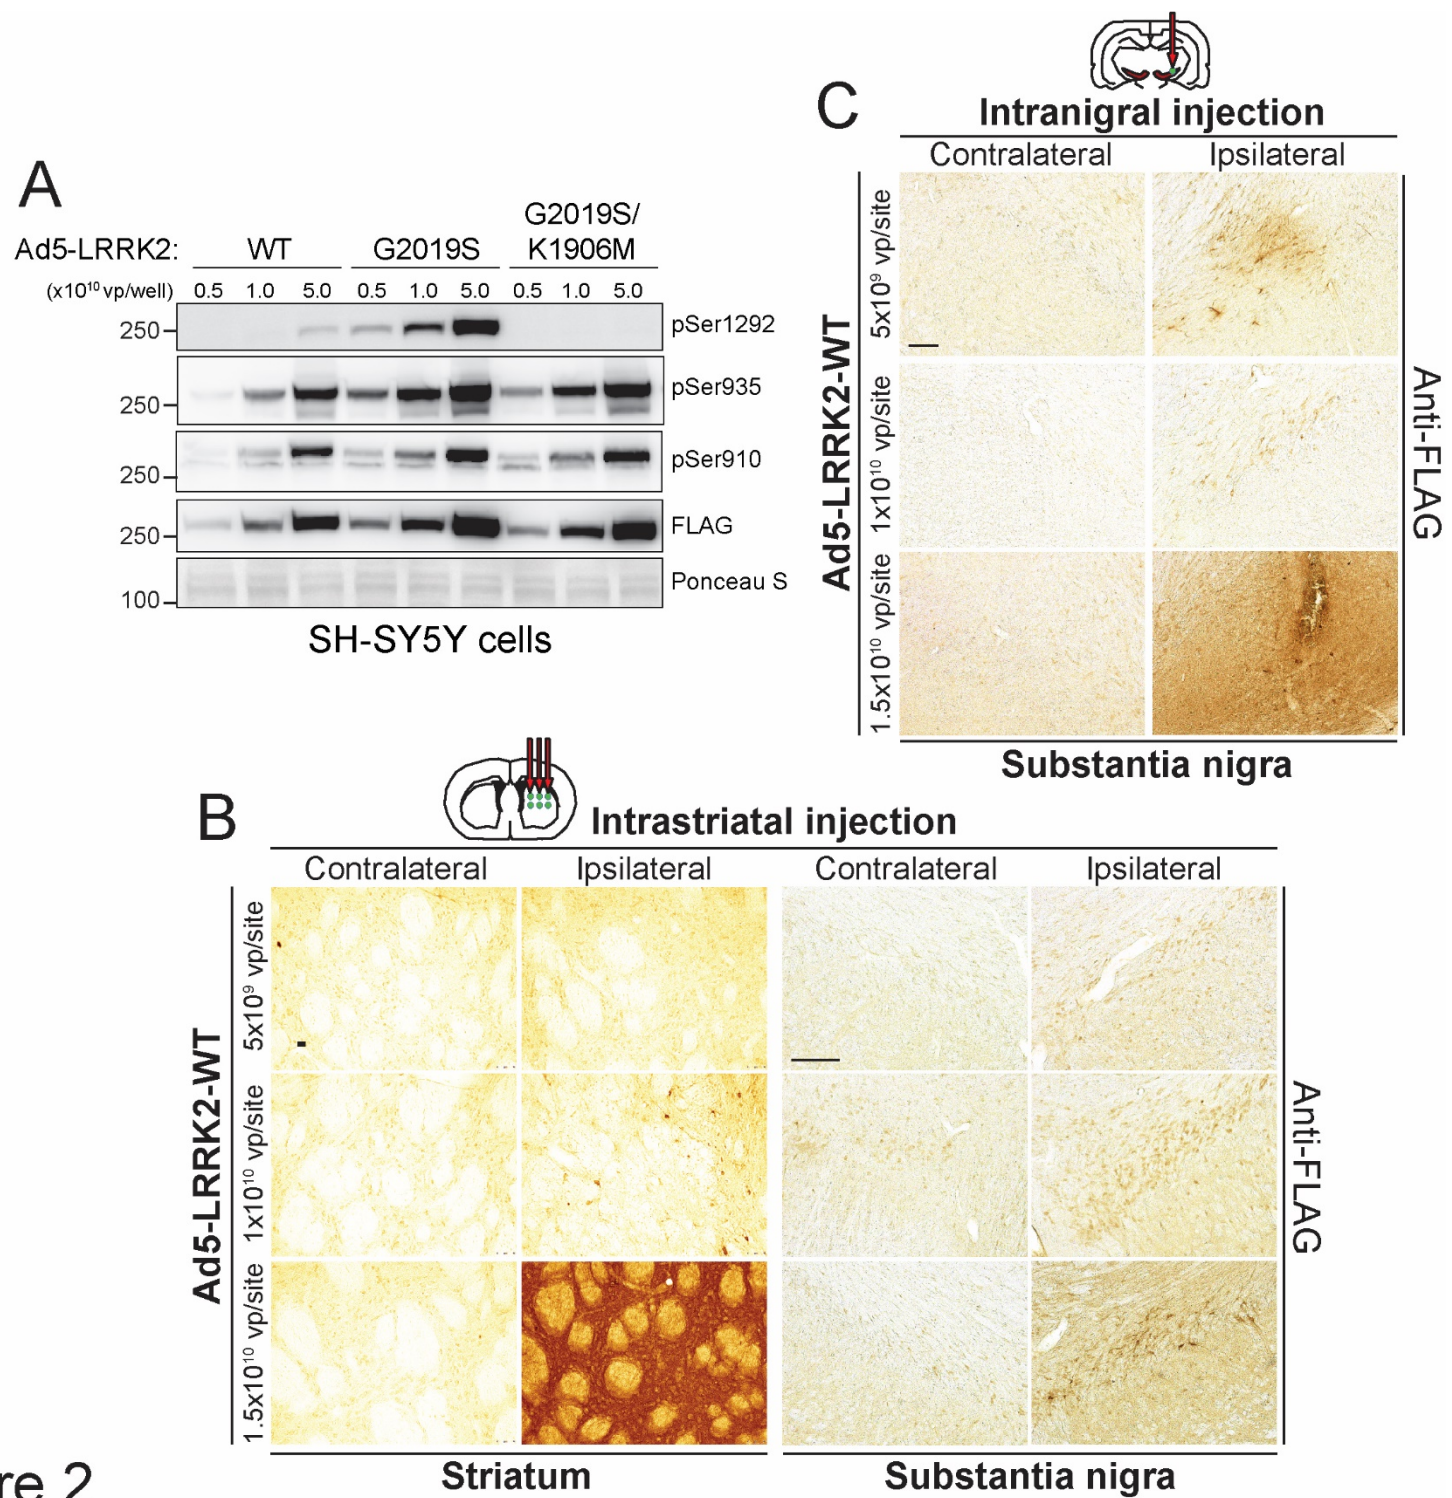 A
Ad5-LRRK2:
WT
G2019S
G2019S/
K1906M
(x10¹⁰ vp/well)
0.5 1.0 5.0 0.5 1.0 5.0 0.5 1.0 5.0
250
pSer1292
250
pSer935
250
pSer910
250
FLAG
100
Ponceau S
SH-SY5Y cells
C
Intranigral injection
Contralateral
Ipsilateral
Ad5-LRRK2-WT
5x10⁹ vp/site
1x10¹⁰ vp/site
1.5x10¹⁰ vp/site
Anti-FLAG
Substantia nigra
B
Intrastriatal injection
Contralateral
Ipsilateral
Contralateral
Ipsilateral
Ad5-LRRK2-WT
5x10⁹ vp/site
1x10¹⁰ vp/site
1.5x10¹⁰ vp/site
Anti-FLAG
Striatum
Substantia nigra
re 2